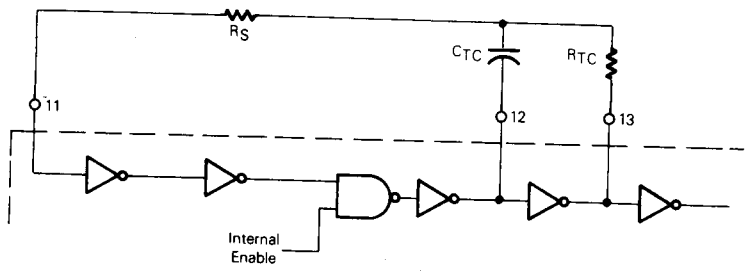 RS
CTC
RTC
11
12
13
Internal
Enable